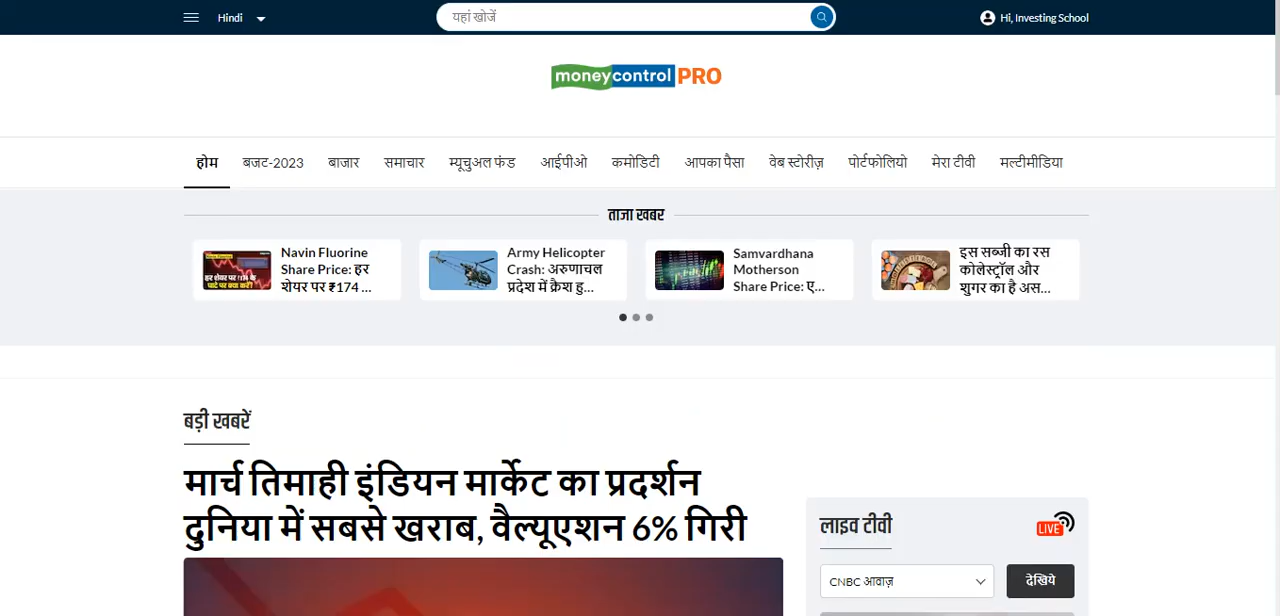 Hindi
यहां खोजें
Hi, Investing School
moneycontrol PRO
होम बजट-2023 बाजार समाचार म्यूचुअल फंड आईपीओ कमोडिटी आपका पैसा वेब स्टोरीज़ पोर्टफोलियो मेरा टीवी मल्टीमीडिया
ताजा खबर
Navin Fluorine
Share Price: हर
शेयर पर ₹174 ...
Army Helicopter
Crash: अरुणाचल
प्रदेश में क्रैश हु...
Samvardhana
Motherson
Share Price: ए...
इस सब्जी का रस
कोलेस्ट्रॉल और
शुगर का है अस...
बड़ी खबरें
मार्च तिमाही इंडियन मार्केट का प्रदर्शन
दुनिया में सबसे खराब, वैल्यूएशन 6% गिरी
लाइव टीवी
LIVE
CNBC आवाज़
देखिये